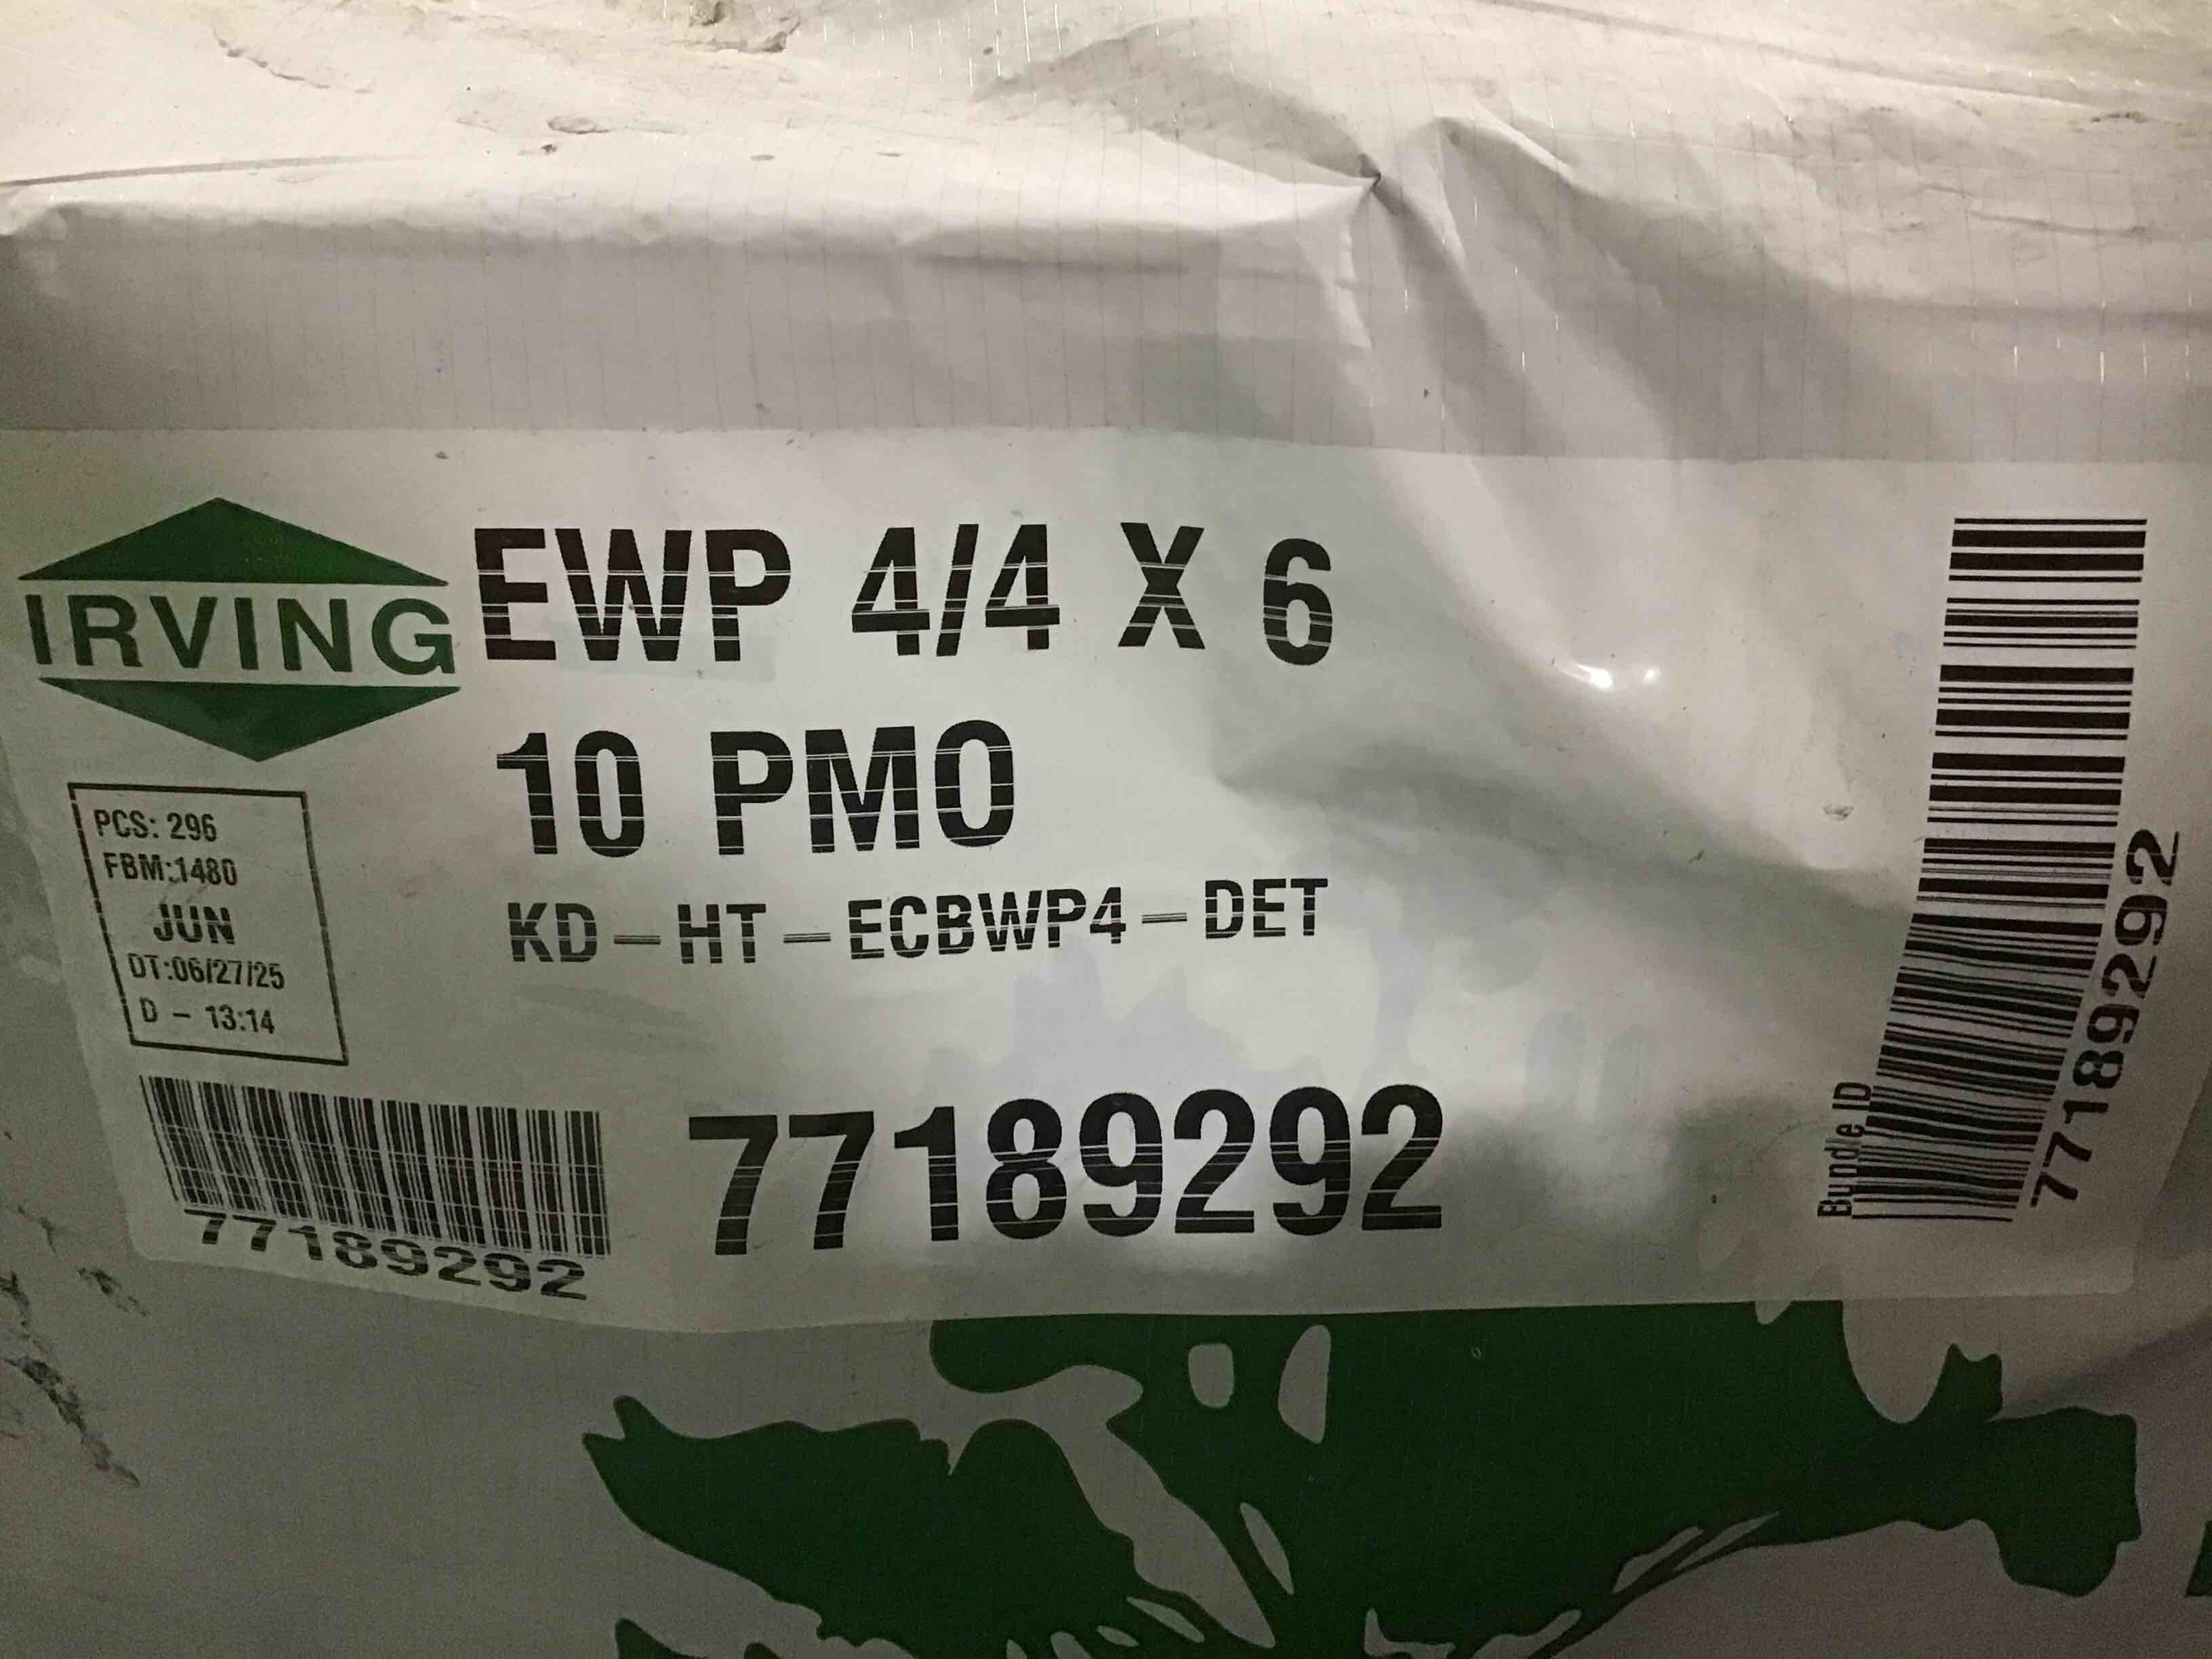 IRVING
EWP 4/4 X 6
10 PMO
KD-HT-ECBWP4-DET
PCS: 296
FBM:1480
JUN
DT:06/27/25
D - 13:14
77189292
77189292
Bundle ID
77189292